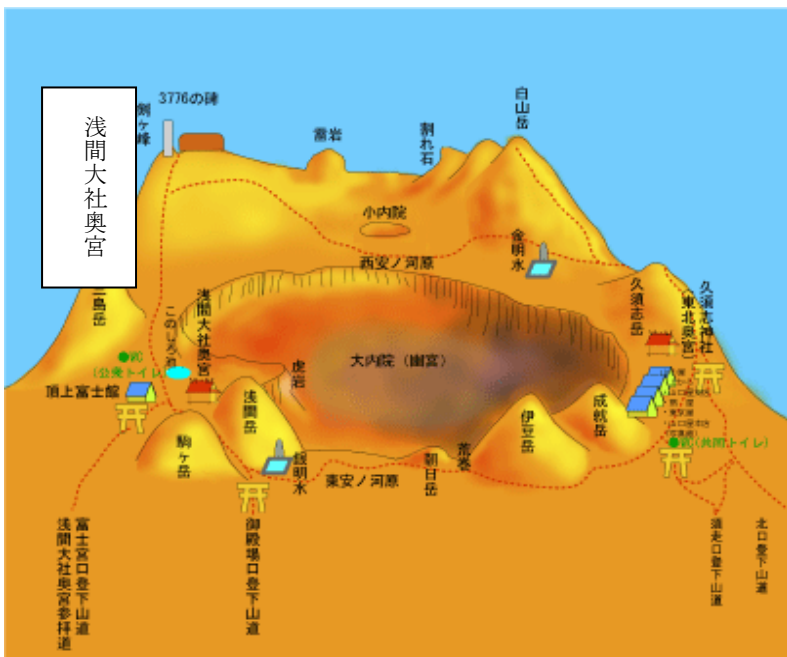 3776の碑
剣ヶ峰
浅間大社奥宮
雷岩
割れ石
白山岳
小内院
金明水
西安ノ河原
三島岳
このしろ池
浅間大社奥宮
虎岩
大内院（幽宮）
久須志岳
久須志神社
（東北奥宮）
●WC
（公衆トイレ
頂上富士館
浅間岳
駒ヶ岳
銀明水
東安ノ河原
朝日岳
荒巻
伊豆岳
成就岳
●WC（共同トイレ）
富士宮口登下山道
浅間大社奥宮参拝道
御殿場口登下山道
須走口登下山道
北口登下山道